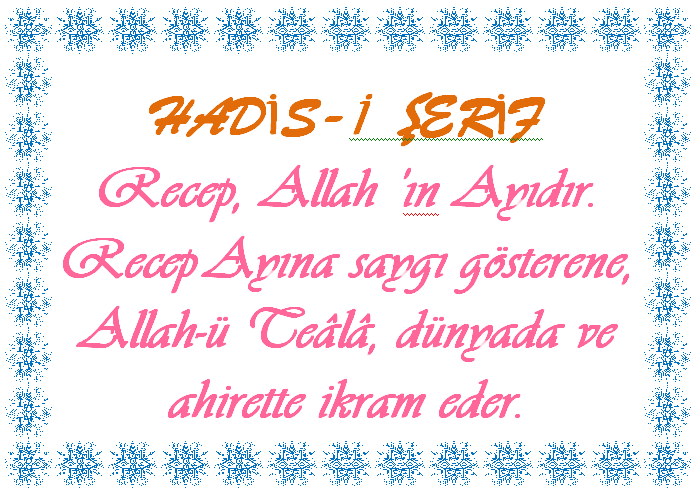 HADİS-İ ŞERİF
Recep, Allah 'ın Ayıdır.
Recep Ayına saygı gösterene,
Allah-ü Teâlâ, dünyada ve
ahirette ikram eder.